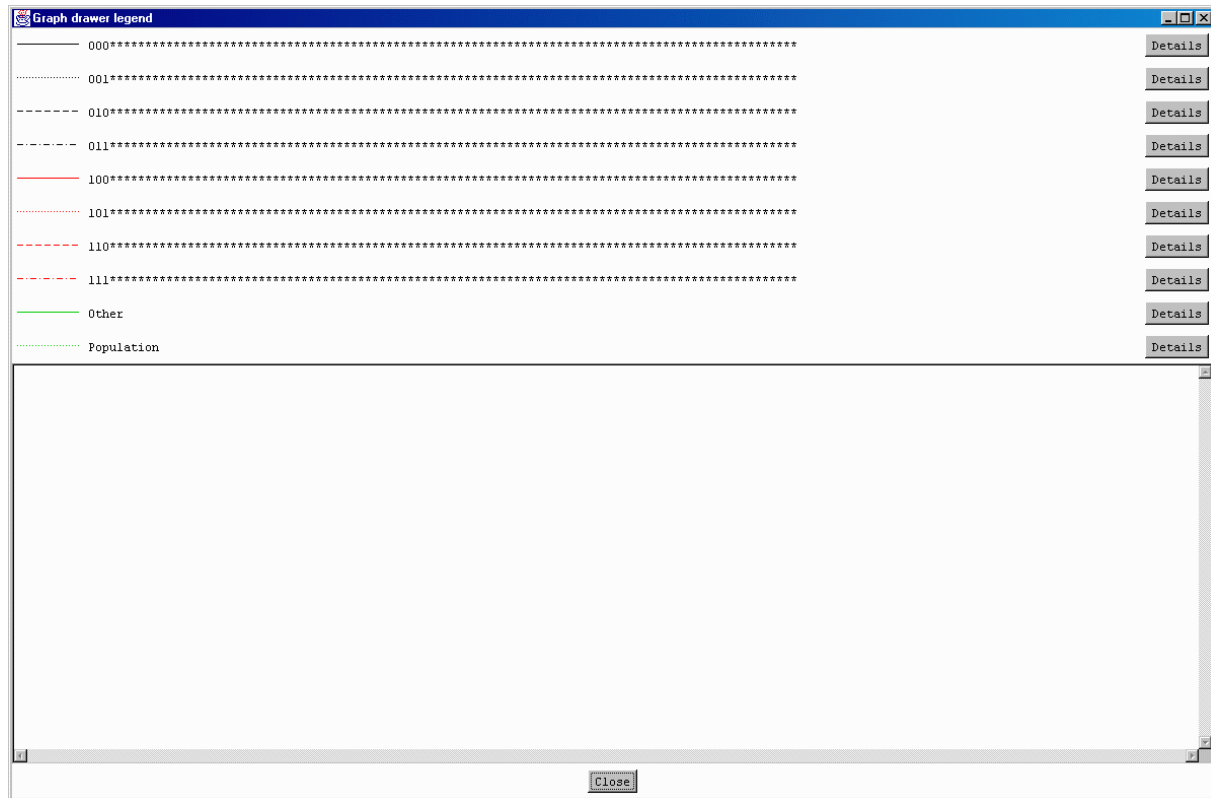 Graph drawer legend
000************************************************************************************************* Details
001************************************************************************************************* Details
010************************************************************************************************* Details
011************************************************************************************************* Details
100************************************************************************************************* Details
101************************************************************************************************* Details
110************************************************************************************************* Details
111************************************************************************************************* Details
Other Details
Population Details
Close